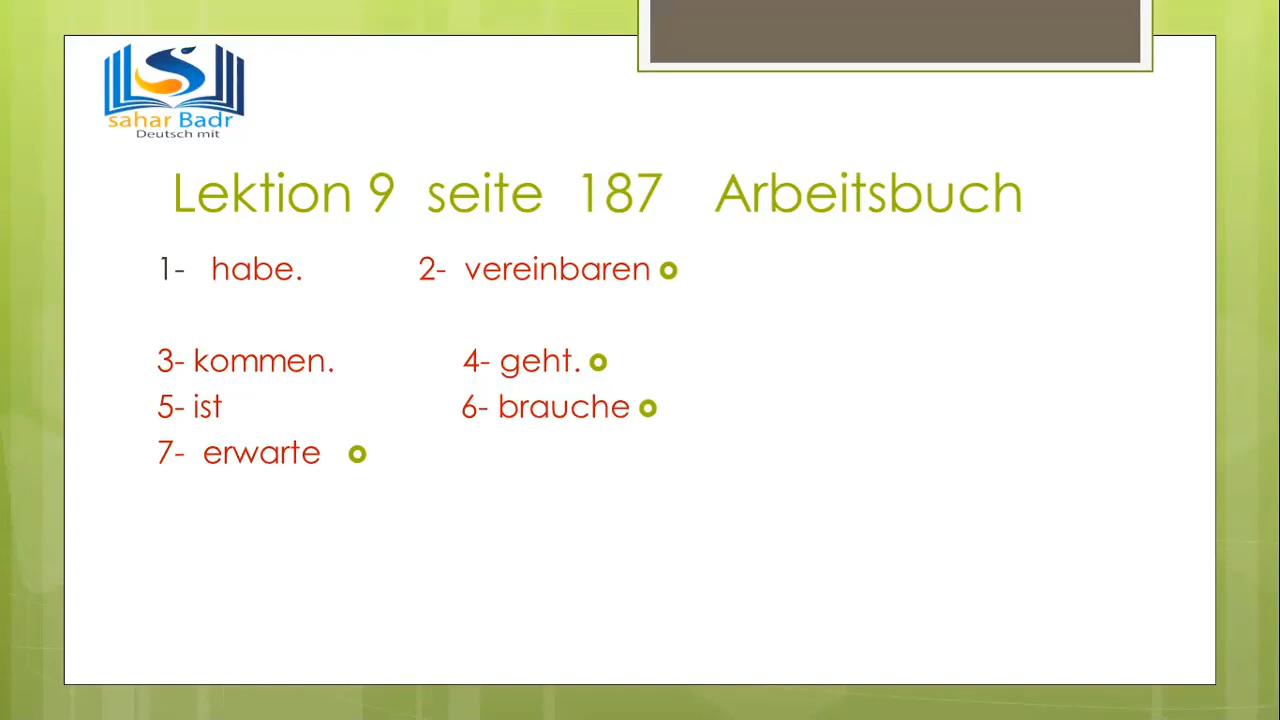 sahar Badr
Deutsch mit
Lektion 9 seite 187 Arbeitsbuch
1- habe. 2- vereinbaren
3- kommen. 4- geht.
5- ist 6- brauche
7- erwarte